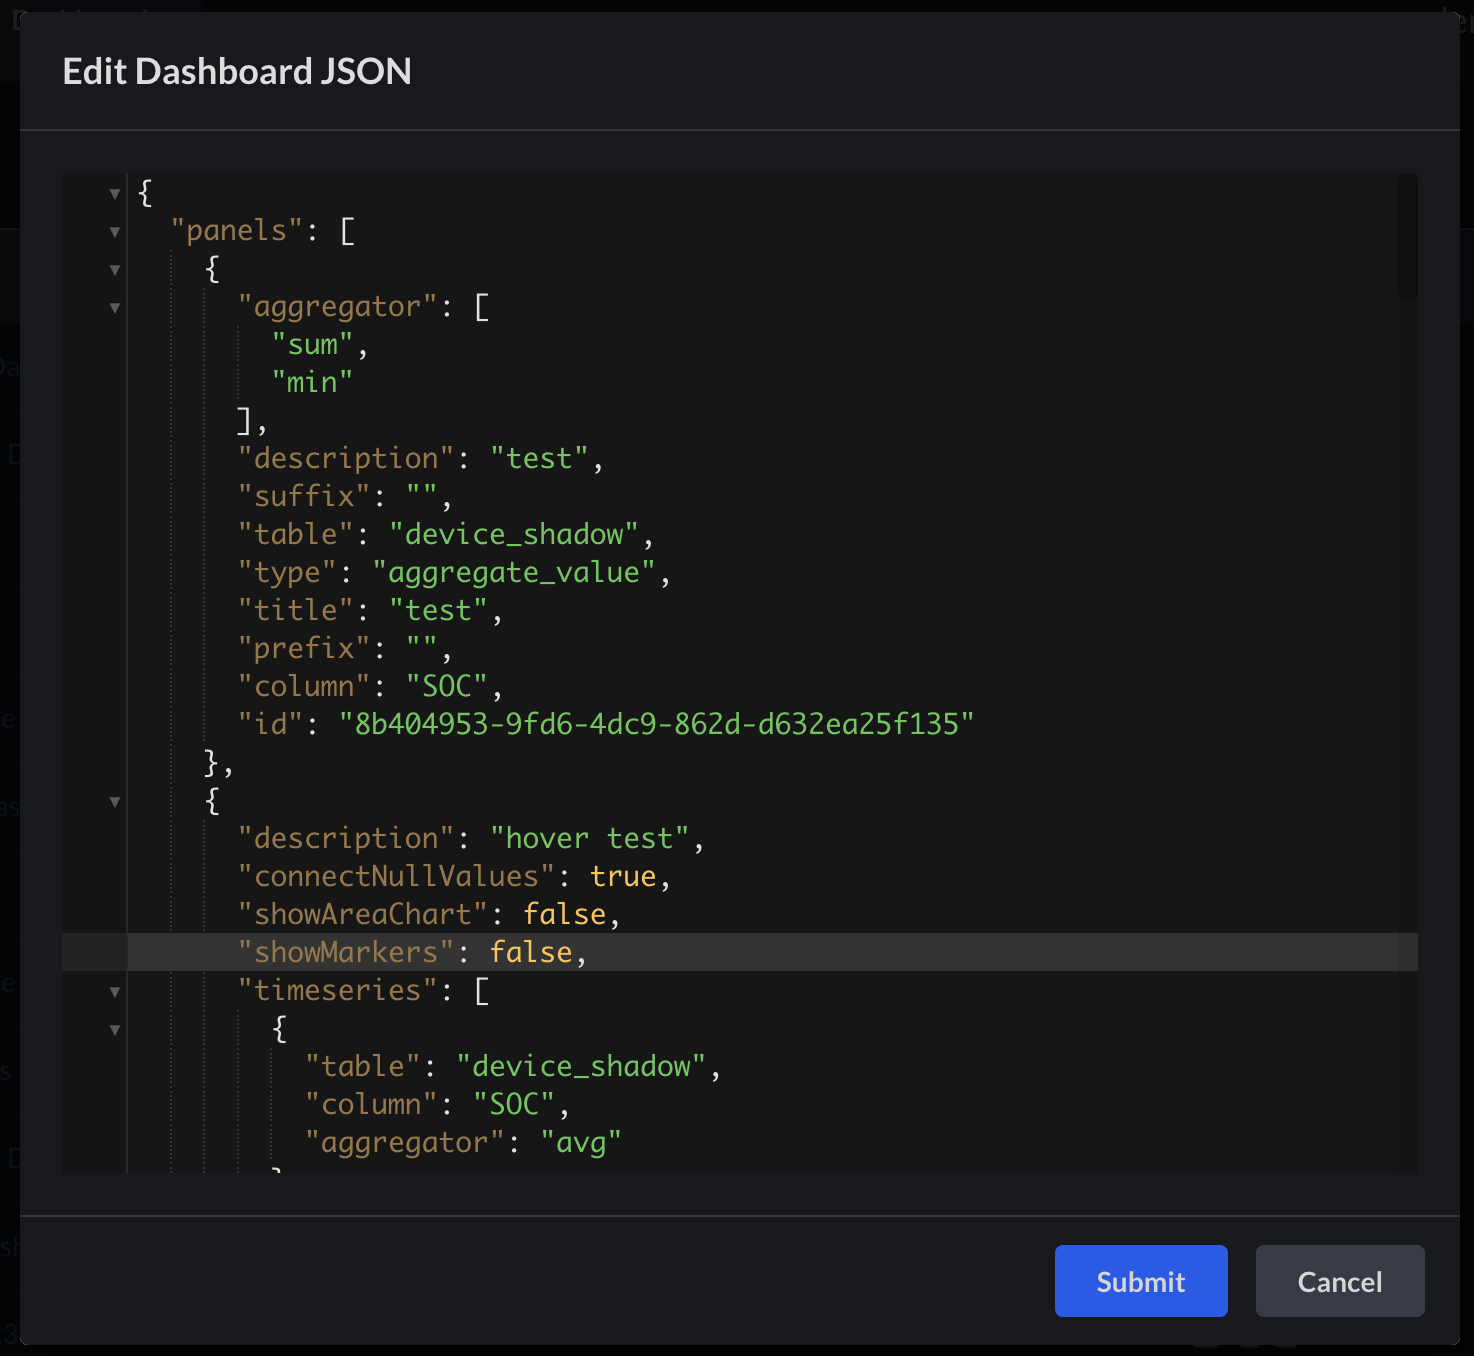 Edit Dashboard JSON
{
  "panels": [
    {
      "aggregator": [
        "sum",
        "min"
      ],
      "description": "test",
      "suffix": "",
      "table": "device_shadow",
      "type": "aggregate_value",
      "title": "test",
      "prefix": "",
      "column": "SOC",
      "id": "8b404953-9fd6-4dc9-862d-d632ea25f135"
    },
    {
      "description": "hover test",
      "connectNullValues": true,
      "showAreaChart": false,
      "showMarkers": false,
      "timeseries": [
        {
          "table": "device_shadow",
          "column": "SOC",
          "aggregator": "avg"
        }
Submit
Cancel